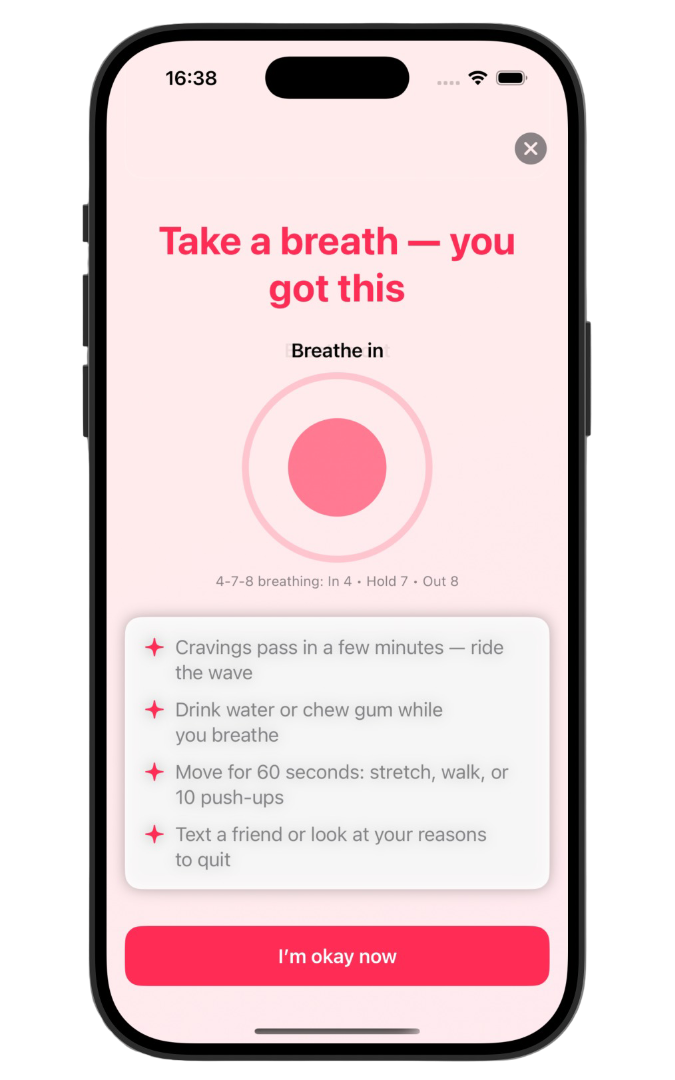 16:38
Take a breath — you
got this
Breathe in
4-7-8 breathing: In 4 • Hold 7 • Out 8
Cravings pass in a few minutes — ride
the wave
Drink water or chew gum while
you breathe
Move for 60 seconds: stretch, walk, or
10 push-ups
Text a friend or look at your reasons
to quit
I’m okay now